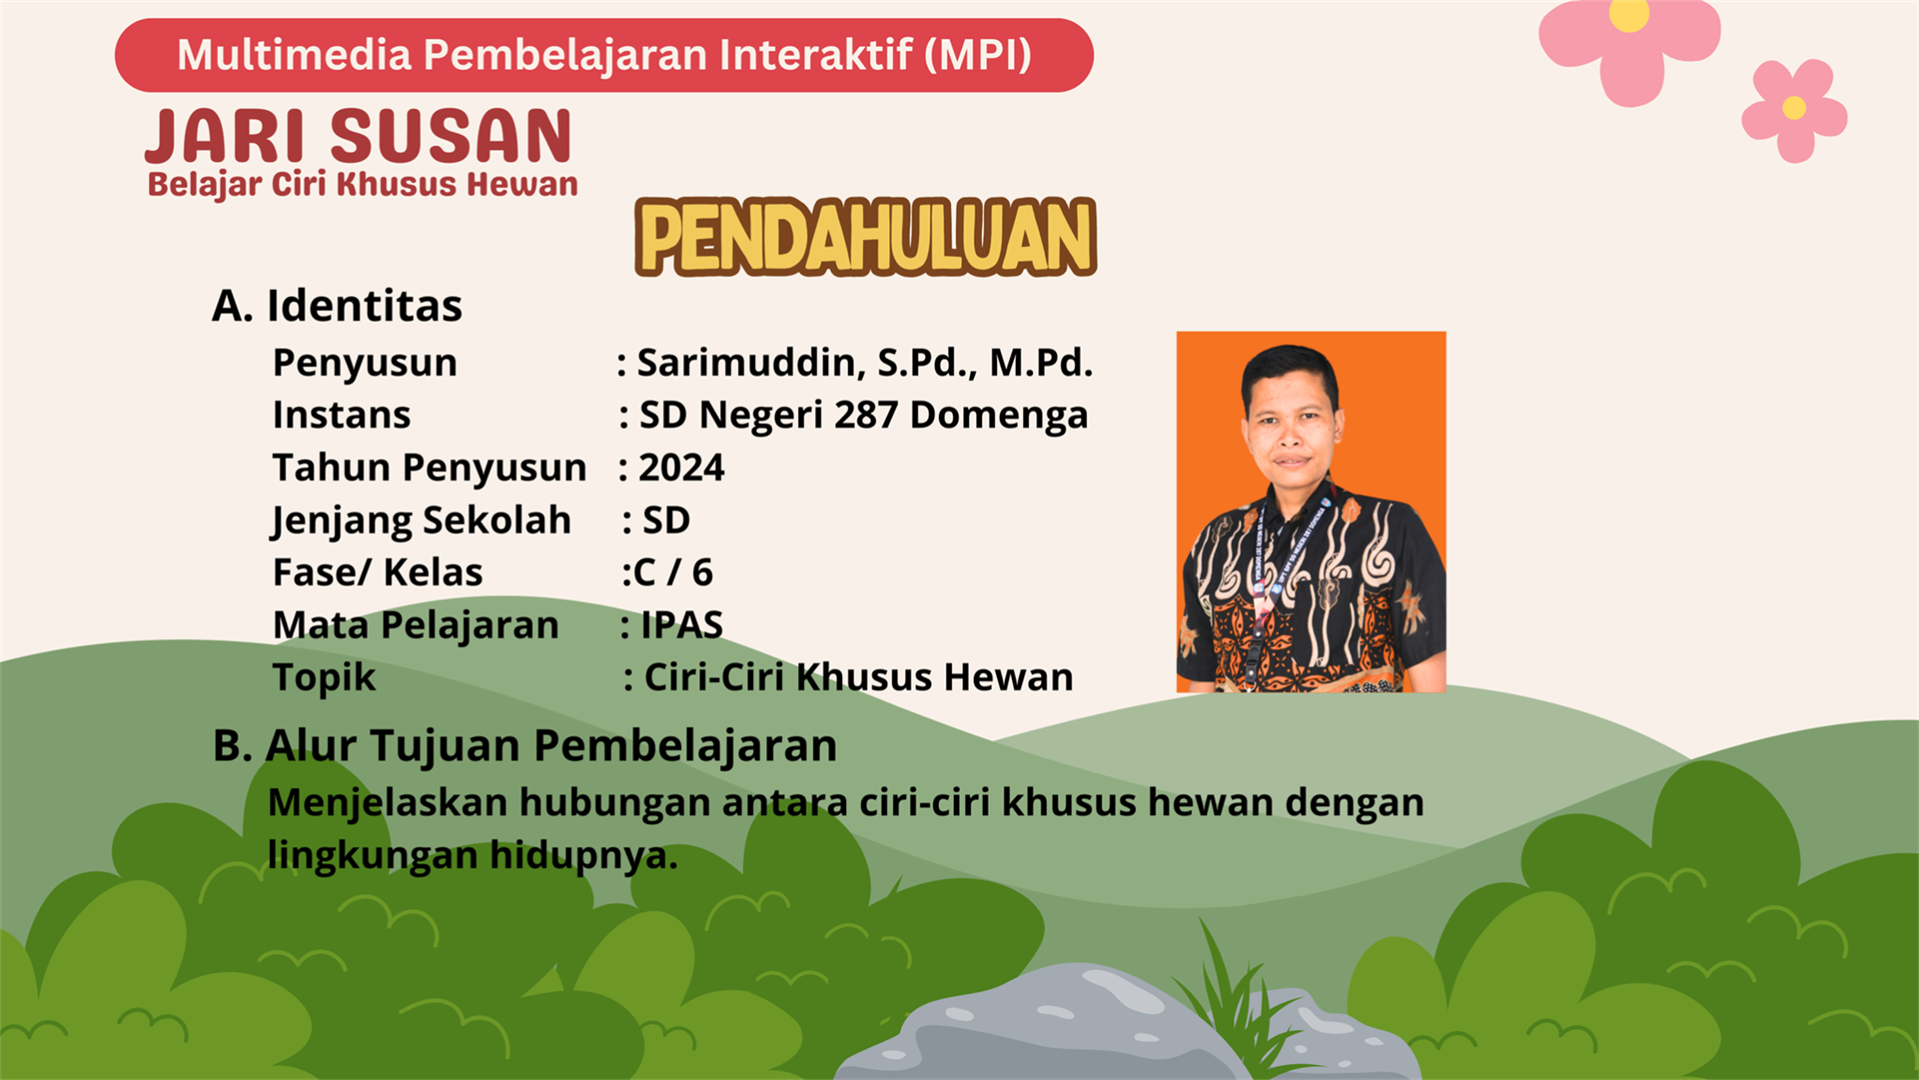 Multimedia Pembelajaran Interaktif (MPI)
JARI SUSAN
Belajar Ciri Khusus Hewan
PENDAHULUAN
A. Identitas
Penyusun : Sarimuddin, S.Pd., M.Pd.
Instans : SD Negeri 287 Domenga
Tahun Penyusun : 2024
Jenjang Sekolah : SD
Fase/ Kelas :C / 6
Mata Pelajaran : IPAS
Topik : Ciri-Ciri Khusus Hewan
B. Alur Tujuan Pembelajaran
Menjelaskan hubungan antara ciri-ciri khusus hewan dengan
lingkungan hidupnya.